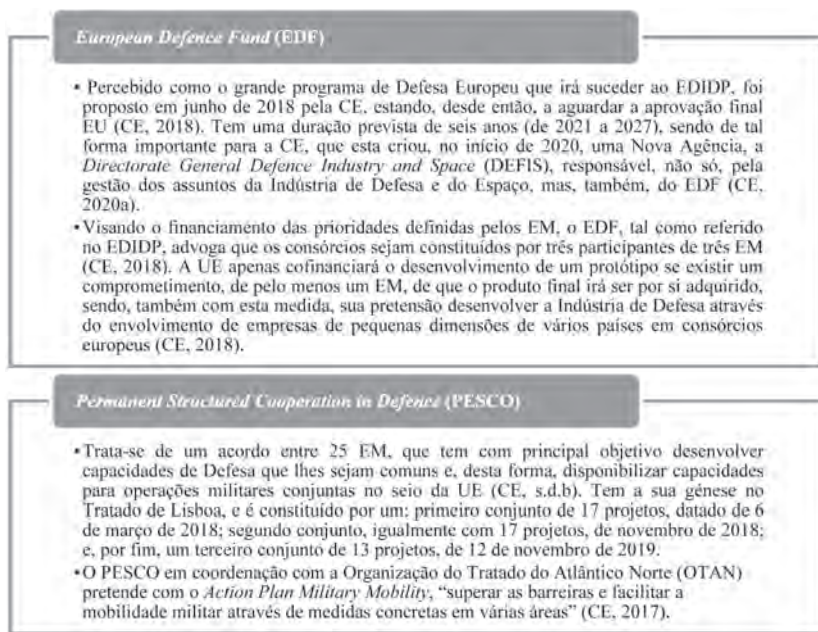 European Defence Fund (EDF)
• Percebido como o grande programa de Defesa Europeu que irá suceder ao EDIDP, foi
proposto em junho de 2018 pela CE, estando, desde então, a aguardar a aprovação final
EU (CE, 2018). Tem uma duração prevista de seis anos (de 2021 a 2027), sendo de tal
forma importante para a CE, que esta criou, no início de 2020, uma Nova Agência, a
Directorate General Defence Industry and Space (DEFIS), responsável, não só, pela
gestão dos assuntos da Indústria de Defesa e do Espaço, mas, também, do EDF (CE,
2020a).
• Visando o financiamento das prioridades definidas pelos EM, o EDF, tal como referido
no EDIDP, advoga que os consórcios sejam constituídos por três participantes de três EM
(CE, 2018). A UE apenas cofinanciará o desenvolvimento de um protótipo se existir um
comprometimento, de pelo menos um EM, de que o produto final irá ser por si adquirido,
sendo, também com esta medida, sua pretensão desenvolver a Indústria de Defesa através
do envolvimento de empresas de pequenas dimensões de vários países em consórcios
europeus (CE, 2018).
Permanent Structured Cooperation in Defence (PESCO)
• Trata-se de um acordo entre 25 EM, que tem com principal objetivo desenvolver
capacidades de Defesa que lhes sejam comuns e, desta forma, disponibilizar capacidades
para operações militares conjuntas no seio da UE (CE, s.d.b). Tem a sua génese no
Tratado de Lisboa, e é constituído por um: primeiro conjunto de 17 projetos, datado de 6
de março de 2018; segundo conjunto, igualmente com 17 projetos, de novembro de 2018;
e, por fim, um terceiro conjunto de 13 projetos, de 12 de novembro de 2019.
• O PESCO em coordenação com a Organização do Tratado do Atlântico Norte (OTAN)
pretende com o Action Plan Military Mobility, “superar as barreiras e facilitar a
mobilidade militar através de medidas concretas em várias áreas” (CE, 2017).